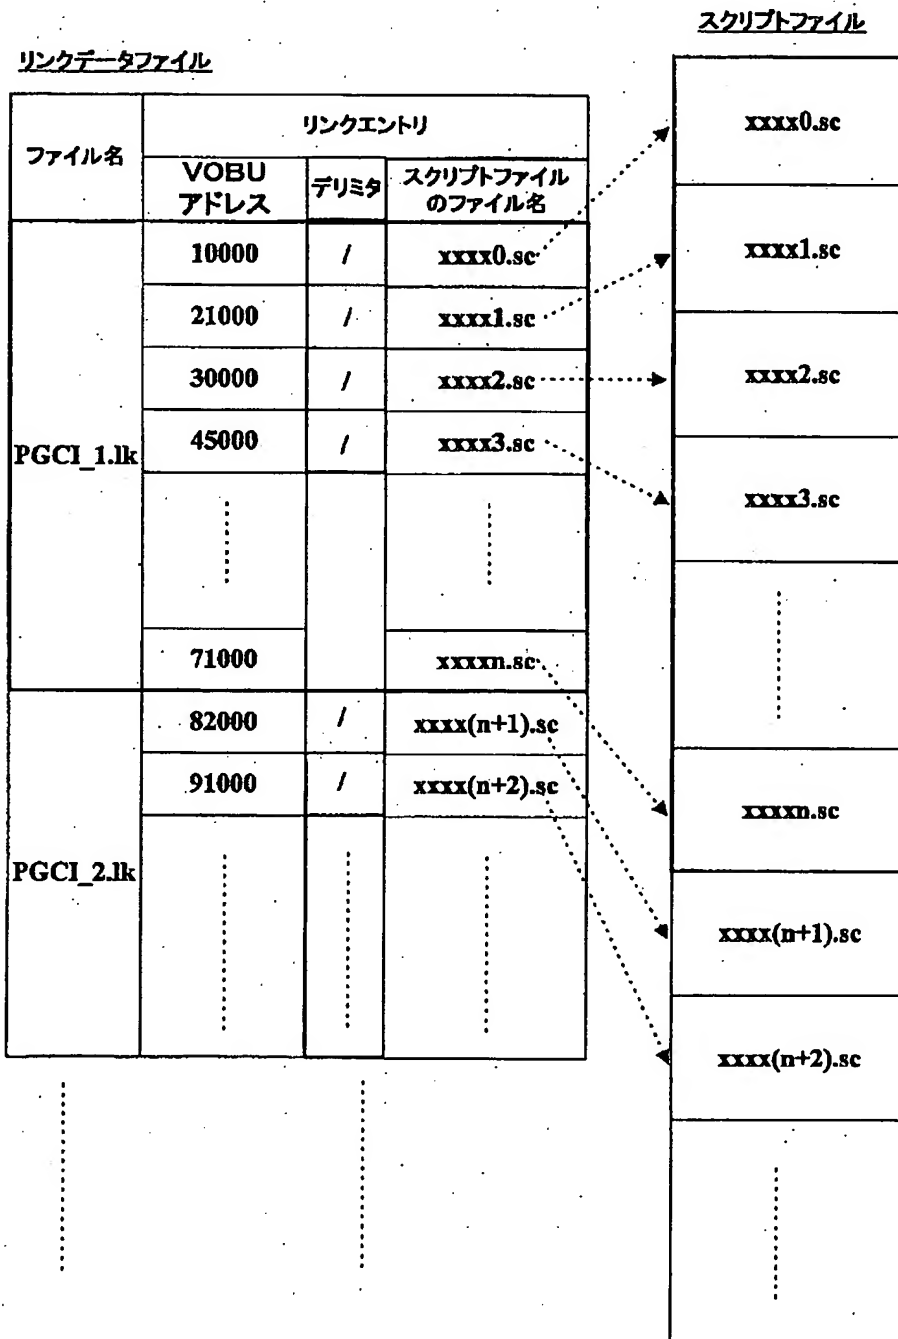 スクリプトファイル
リンクデータファイル
ファイル名
リンクエントリ
VOBU
アドレス
デリミタ
スクリプトファイル
のファイル名
PGCI_1.lk
10000 / xxxx0.sc
21000 / xxxx1.sc
30000 / xxxx2.sc
45000 / xxxx3.sc
71000 xxxxn.sc
PGCI_2.lk
82000 / xxxx(n+1).sc
91000 / xxxx(n+2).sc
xxxx0.sc
xxxx1.sc
xxxx2.sc
xxxx3.sc
xxxxn.sc
xxxx(n+1).sc
xxxx(n+2).sc